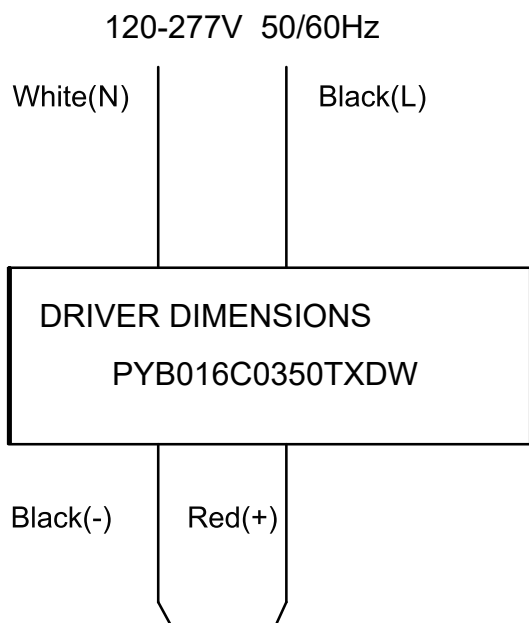 120-277V 50/60Hz
White(N) Black(L)
DRIVER DIMENSIONS
PYB016C0350TXDW
Black(-) Red(+)